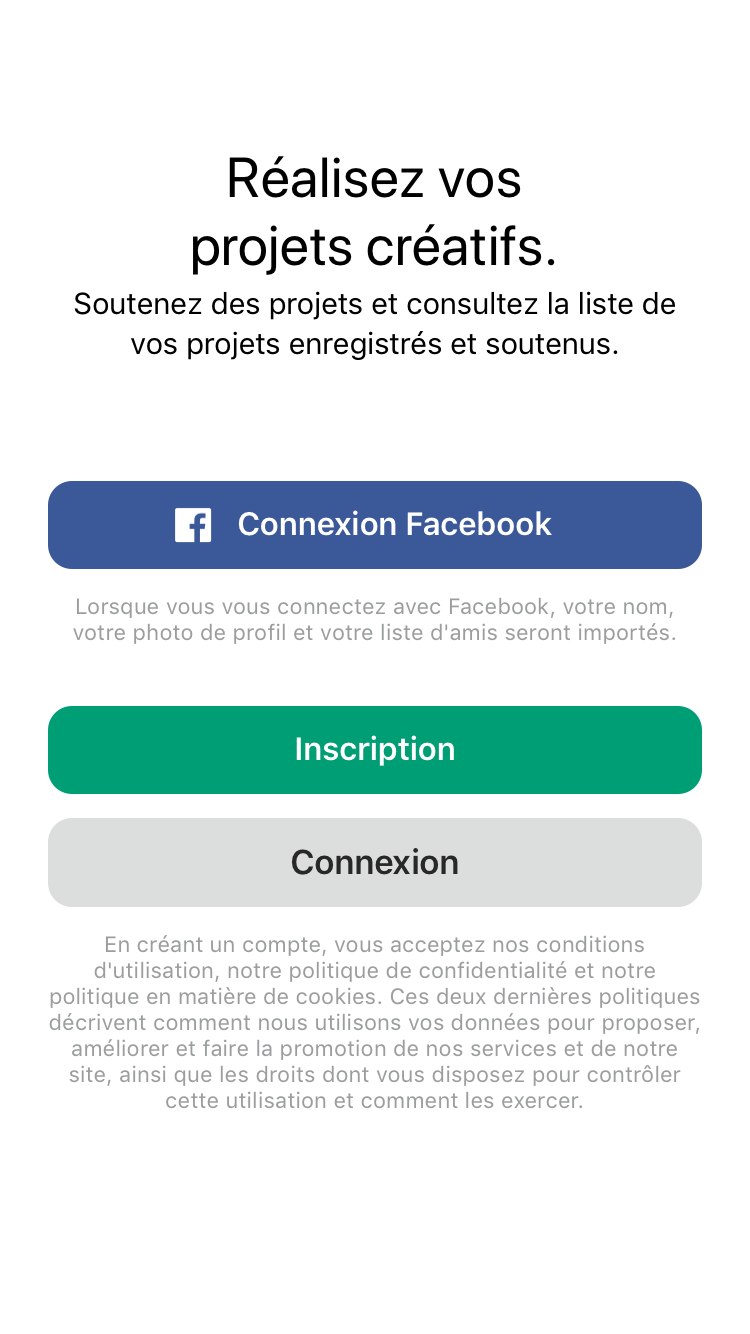 Réalisez vos
projets créatifs.
Soutenez des projets et consultez la liste de
vos projets enregistrés et soutenus.
Connexion Facebook
Lorsque vous vous connectez avec Facebook, votre nom,
votre photo de profil et votre liste d'amis seront importés.
Inscription
Connexion
En créant un compte, vous acceptez nos conditions
d'utilisation, notre politique de confidentialité et notre
politique en matière de cookies. Ces deux dernières politiques
décrivent comment nous utilisons vos données pour proposer,
améliorer et faire la promotion de nos services et de notre
site, ainsi que les droits dont vous disposez pour contrôler
cette utilisation et comment les exercer.